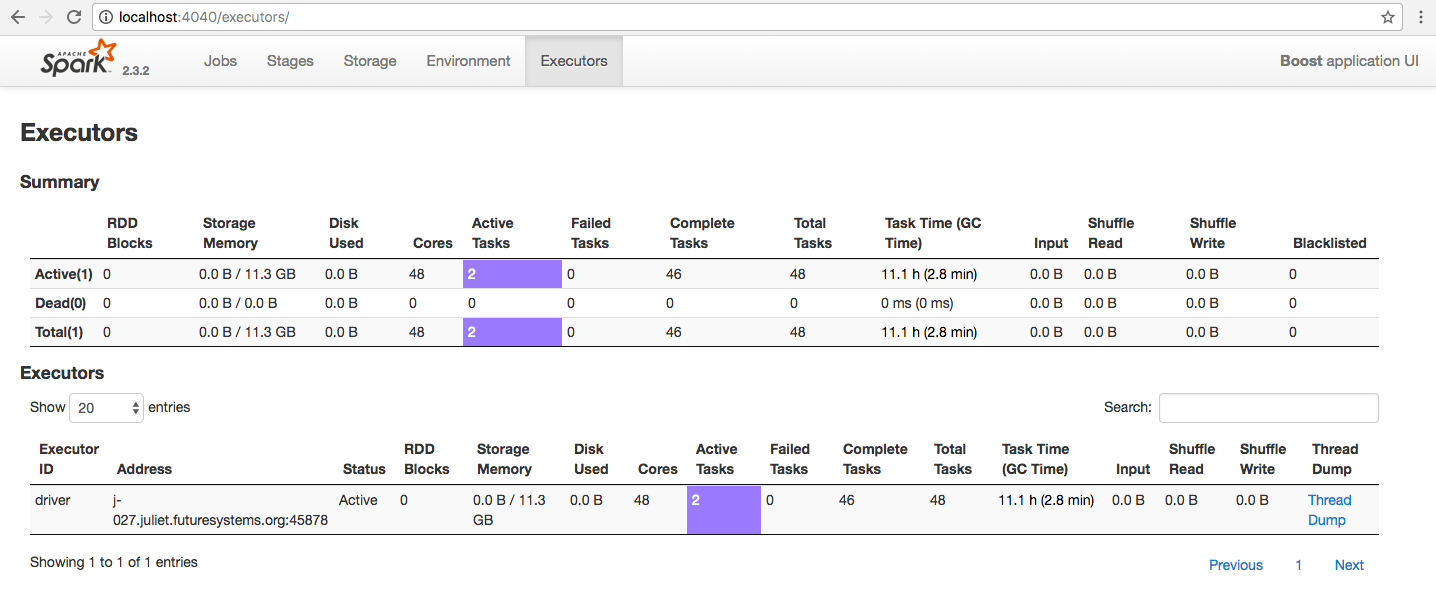 localhost:4040/executors/
APACHE
Spark 2.3.2 Jobs Stages Storage Environment Executors Boost application UI
Executors
Summary
RDD Blocks Storage Memory Disk Used Cores Active Tasks Failed Tasks Complete Tasks Total Tasks Task Time (GC Time) Input Shuffle Read Shuffle Write Blacklisted
Active(1) 0 0.0 B / 11.3 GB 0.0 B 48 2 0 46 48 11.1 h (2.8 min) 0.0 B 0.0 B 0.0 B 0
Dead(0) 0 0.0 B / 0.0 B 0.0 B 0 0 0 0 0 0 ms (0 ms) 0.0 B 0.0 B 0.0 B 0
Total(1) 0 0.0 B / 11.3 GB 0.0 B 48 2 0 46 48 11.1 h (2.8 min) 0.0 B 0.0 B 0.0 B 0
Executors
Show 20 entries Search:
Executor ID Address Status RDD Blocks Storage Memory Disk Used Cores Active Tasks Failed Tasks Complete Tasks Total Tasks Task Time (GC Time) Input Shuffle Read Shuffle Write Thread Dump
driver j-027.juliet.futuresystems.org:45878 Active 0 0.0 B / 11.3 GB 0.0 B 48 2 0 46 48 11.1 h (2.8 min) 0.0 B 0.0 B 0.0 B Thread Dump
Showing 1 to 1 of 1 entries Previous 1 Next